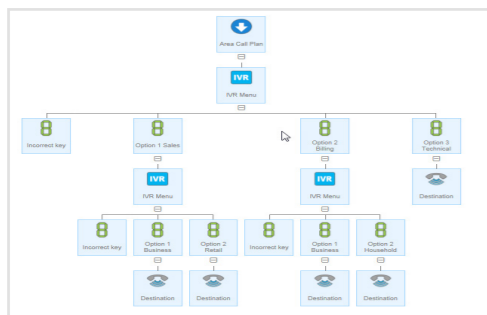 Area Call Plan
IVR
IVR Menu
Incorrect key
Option 1 Sales
Option 2
Billing
Option 3
Technical
IVR
IVR Menu
IVR
IVR Menu
Destination
Incorrect key
Option 1
Business
Option 2
Retail
Incorrect key
Option 1
Business
Option 2
Household
Destination
Destination
Destination
Destination